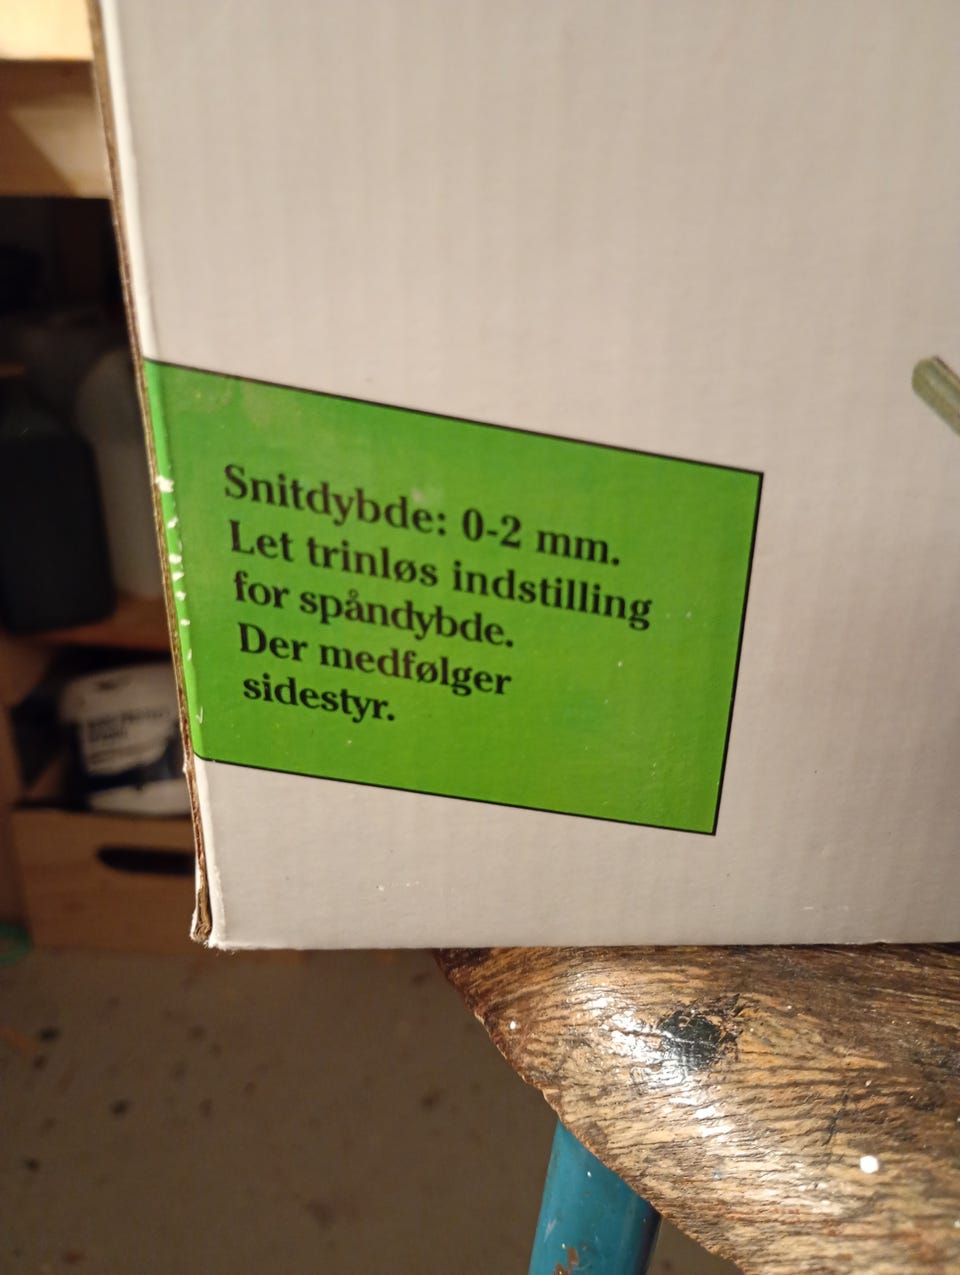 Snitdybde: 0-2 mm.
Let trinløs indstilling
for spåndybde.
Der medfølger
sidestyr.